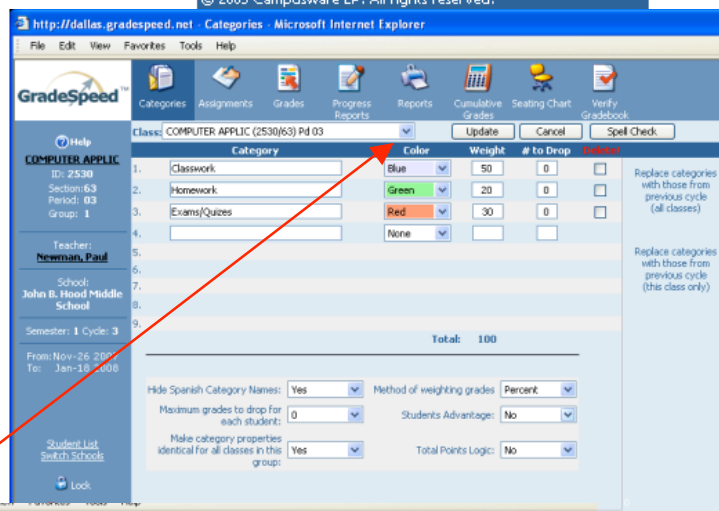 © 2005 Campusware LP. All rights reserved.
http://dallas.gradespeed.net - Categories - Microsoft Internet Explorer
File Edit View Favorites Tools Help
GradeSpeed™
Categories Assignments Grades Progress Reports Reports Cumulative Grades Seating Chart Verify Gradebook
Help
Class: COMPUTER APPLIC (2530/63) Pd 03 Update Cancel Spell Check
Category Color Weight # to Drop Delete?
1. Classwork Blue 50 0
2. Homework Green 20 0
3. Exams/Quizes Red 30 0
4. None
5.
6.
7.
8.
9.
Total: 100
COMPUTER APPLIC
ID: 2530
Section:63
Period: 03
Group: 1
Teacher:
Newman, Paul
School:
John B. Hood Middle
School
Semester: 1 Cycle: 3
From:Nov-26 2007
To: Jan-18 2008
Student List
Switch Schools
Lock
Replace categories
with those from
previous cycle
(all classes)
Replace categories
with those from
previous cycle
(this class only)
Hide Spanish Category Names: Yes Method of weighting grades Percent
Maximum grades to drop for
each student: 0 Students Advantage: No
Make category properties
identical for all classes in this
group: Yes Total Points Logic: No
Favorites Tools Help